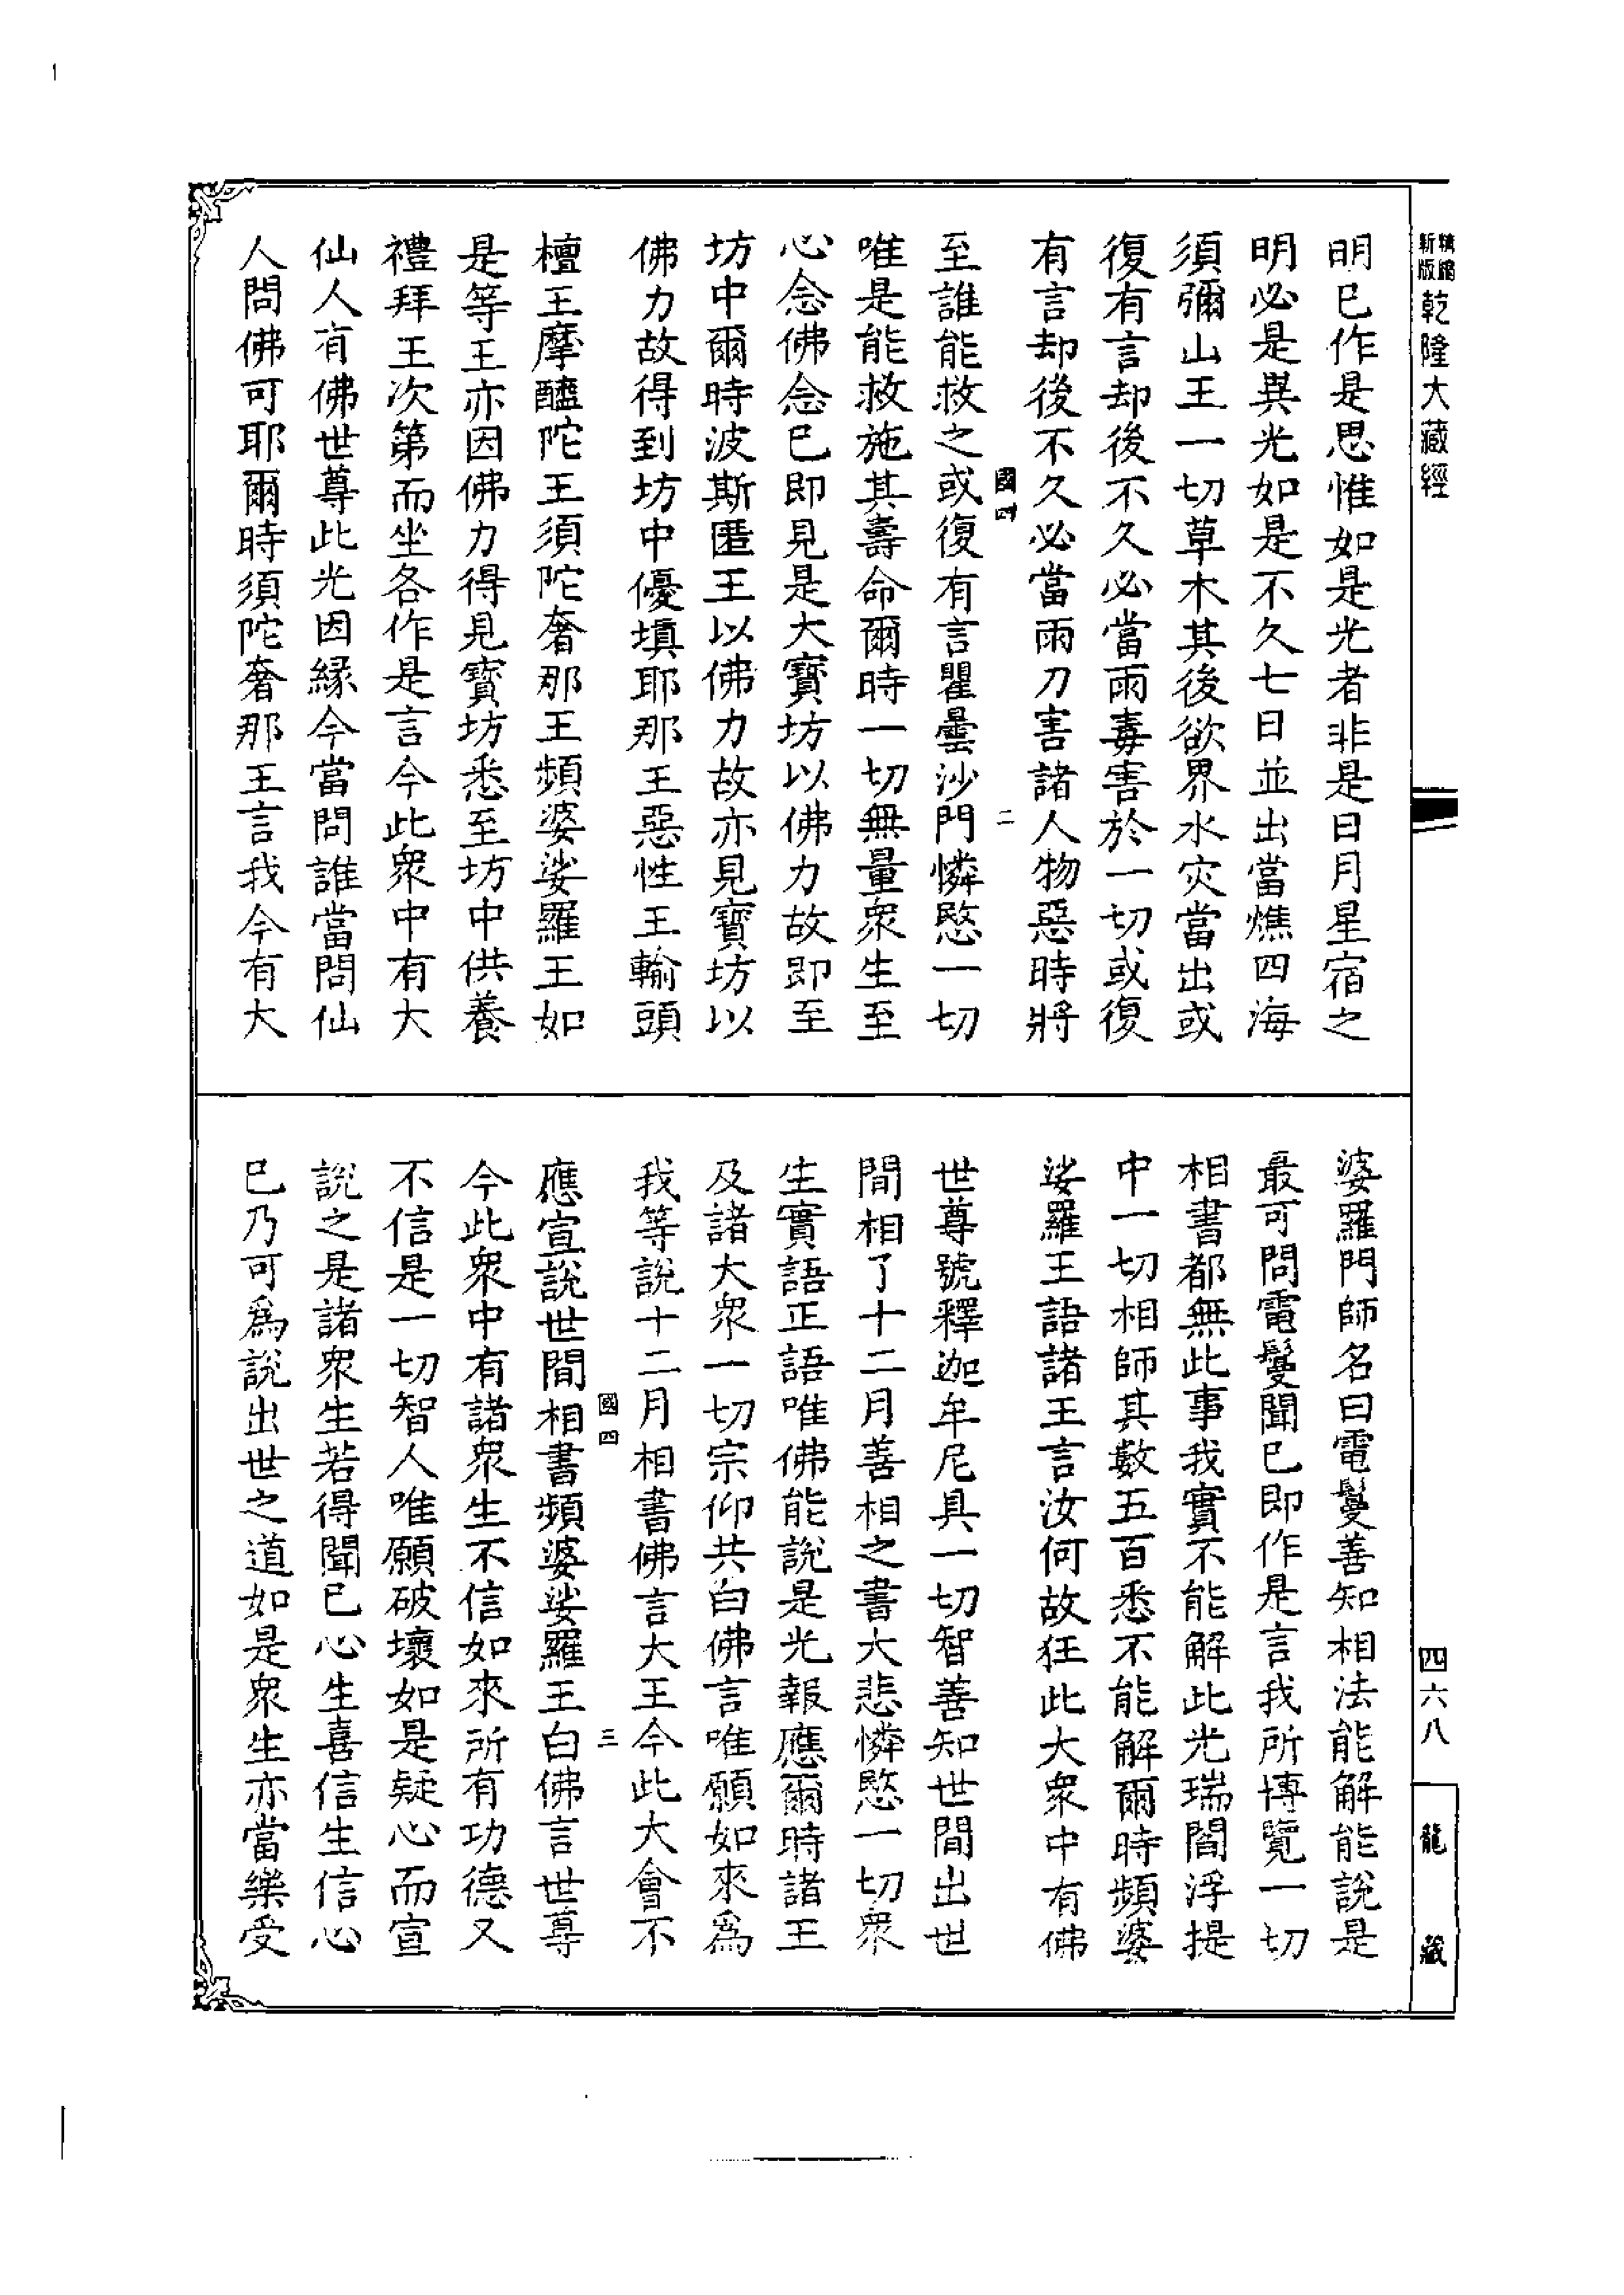 精縮新版乾隆大藏經
四六八
龍藏
明已作是思惟如是光者非是日月星宿之
明必是異光如是不久七日並出當燋四海
須彌山王一切草木其後欲界水灾當出或
復有言却後不久必當雨毒害於一切或復
有言却後不久必當雨刀害諸人物惡時將
國四 二
至誰能救之或復有言瞿曇沙門憐愍一切
唯是能救施其壽命爾時一切無量衆生至
心念佛念已即見是大寶坊以佛力故即至
坊中爾時波斯匿王以佛力故亦見寶坊以
佛力故得到坊中優填耶那王惡性王輸頭
檀王摩醯陀王須陀奢那王頻婆娑羅王如
是等王亦因佛力得見寶坊悉至坊中供養
禮拜王次第而坐各作是言今此衆中有大
仙人有佛世尊此光因緣今當問誰當問仙
人問佛可耶爾時須陀奢那王言我今有大
婆羅門師名曰電鬘善知相法能解能說是
最可問電鬘聞已即作是言我所博覽一切
相書都無此事我實不能解此光瑞閻浮提
中一切相師其數五百悉不能解爾時頻婆
娑羅王語諸王言汝何故狂此大衆中有佛
世尊號釋迦牟尼具一切智善知世間出世
間相了十二月善相之書大悲憐愍一切衆
生實語正語唯佛能說是光報應爾時諸王
及諸大衆一切宗仰共白佛言唯願如來爲
我等說十二月相書佛言大王今此大會不
國四 三
應宣說世間相書頻婆娑羅王白佛言世尊
今此衆中有諸衆生不信如來所有功德又
不信是一切智人唯願破壞如是疑心而宣
說之是諸衆生若得聞已心生喜信生信心
已乃可爲說出世之道如是衆生亦當樂受